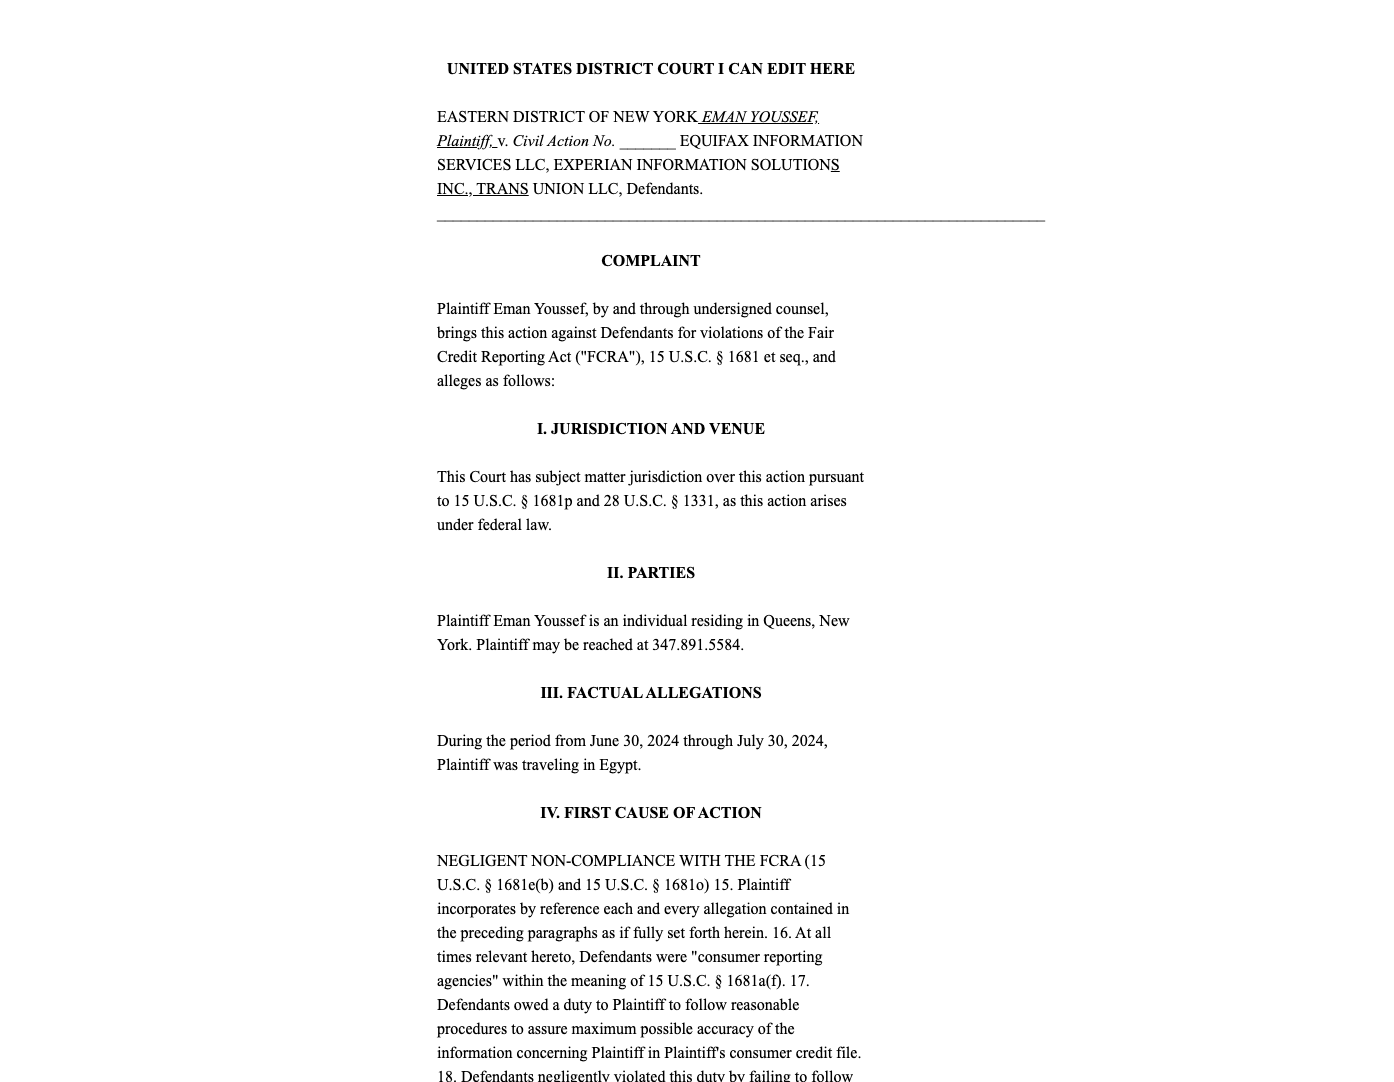 UNITED STATES DISTRICT COURT I CAN EDIT HERE
EASTERN DISTRICT OF NEW YORK EMAN YOUSSEF,
Plaintiff, v. Civil Action No. _______ EQUIFAX INFORMATION
SERVICES LLC, EXPERIAN INFORMATION SOLUTIONS
INC., TRANS UNION LLC, Defendants.
____________________________________________________________________________
COMPLAINT
Plaintiff Eman Youssef, by and through undersigned counsel,
brings this action against Defendants for violations of the Fair
Credit Reporting Act ("FCRA"), 15 U.S.C. § 1681 et seq., and
alleges as follows:
I. JURISDICTION AND VENUE
This Court has subject matter jurisdiction over this action pursuant
to 15 U.S.C. § 1681p and 28 U.S.C. § 1331, as this action arises
under federal law.
II. PARTIES
Plaintiff Eman Youssef is an individual residing in Queens, New
York. Plaintiff may be reached at 347.891.5584.
III. FACTUAL ALLEGATIONS
During the period from June 30, 2024 through July 30, 2024,
Plaintiff was traveling in Egypt.
IV. FIRST CAUSE OF ACTION
NEGLIGENT NON-COMPLIANCE WITH THE FCRA (15
U.S.C. § 1681e(b) and 15 U.S.C. § 1681o) 15. Plaintiff
incorporates by reference each and every allegation contained in
the preceding paragraphs as if fully set forth herein. 16. At all
times relevant hereto, Defendants were "consumer reporting
agencies" within the meaning of 15 U.S.C. § 1681a(f). 17.
Defendants owed a duty to Plaintiff to follow reasonable
procedures to assure maximum possible accuracy of the
information concerning Plaintiff in Plaintiff's consumer credit file.
18. Defendants negligently violated this duty by failing to follow